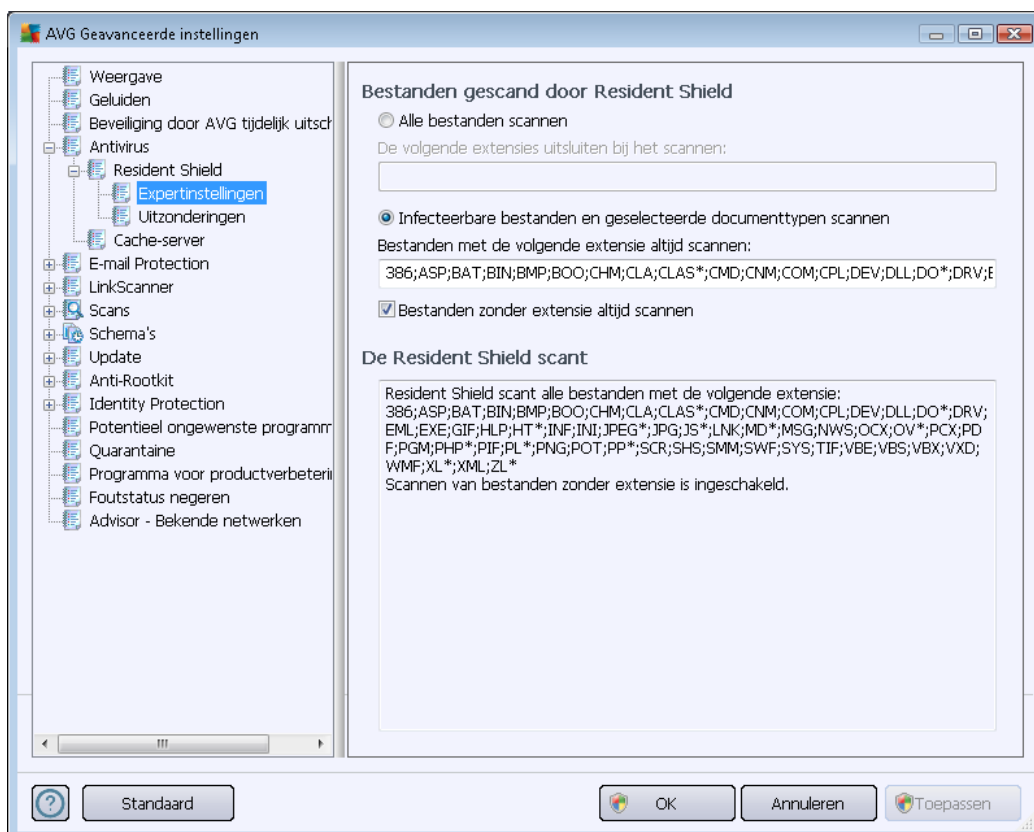 AVG Geavanceerde instellingen
Weergave
Geluiden
Beveiliging door AVG tijdelijk uitsch
Antivirus
Resident Shield
Expertinstellingen
Uitzonderingen
Cache-server
E-mail Protection
LinkScanner
Scans
Schema's
Update
Anti-Rootkit
Identity Protection
Potentieel ongewenste programm
Quarantaine
Programma voor productverbeterin
Foutstatus negeren
Advisor - Bekende netwerken
Bestanden gescand door Resident Shield
Alle bestanden scannen
De volgende extensies uitsluiten bij het scannen:
Infecteerbare bestanden en geselecteerde documenttypen scannen
Bestanden met de volgende extensie altijd scannen:
386;ASP;BAT;BIN;BMP;BOO;CHM;CLA;CLAS*;CMD;CNM;COM;CPL;DEV;DLL;DO*;DRV;E
Bestanden zonder extensie altijd scannen
De Resident Shield scant
Resident Shield scant alle bestanden met de volgende extensie:
386;ASP;BAT;BIN;BMP;BOO;CHM;CLA;CLAS*;CMD;CNM;COM;CPL;DEV;DLL;DO*;DRV;
EML;EXE;GIF;HLP;HT*;INF;INI;JPEG*;JPG;JS*;LNK;MD*;MSG;NWS;OCX;OV*;PCX;PD
F;PGM;PHP*;PIF;PL*;PNG;POT;PP*;SCR;SHS;SMM;SWF;SYS;TIF;VBE;VBS;VBX;VXD;
WMF;XL*;XML;ZL*
Scannen van bestanden zonder extensie is ingeschakeld.
Standaard
OK
Annuleren
Toepassen